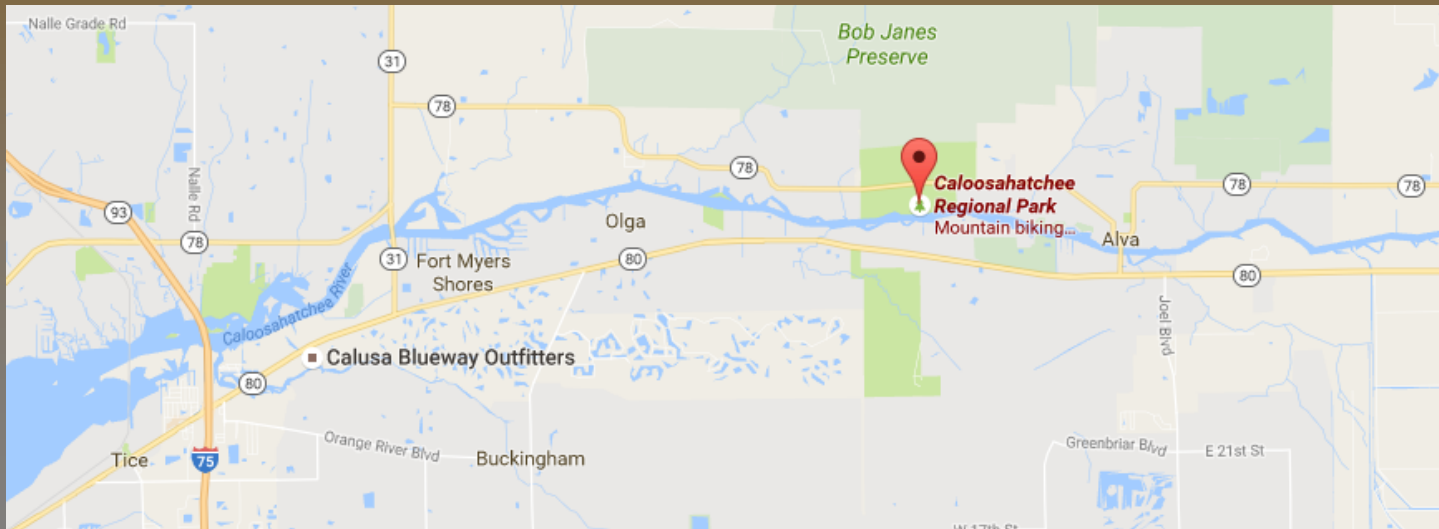 Nalle Grade Rd
Bob Janes
Preserve
31
78
78
Nalle Rd
Caloosahatchee
Regional Park
Mountain biking...
78
78
93
78
Olga
Alva
31
Fort Myers
Shores
80
80
Caloosahatchee River
Joel Blvd
Calusa Blueway Outfitters
80
Orange River Blvd
Greenbriar Blvd
E 21st St
Tice
75
Buckingham
W 17th St